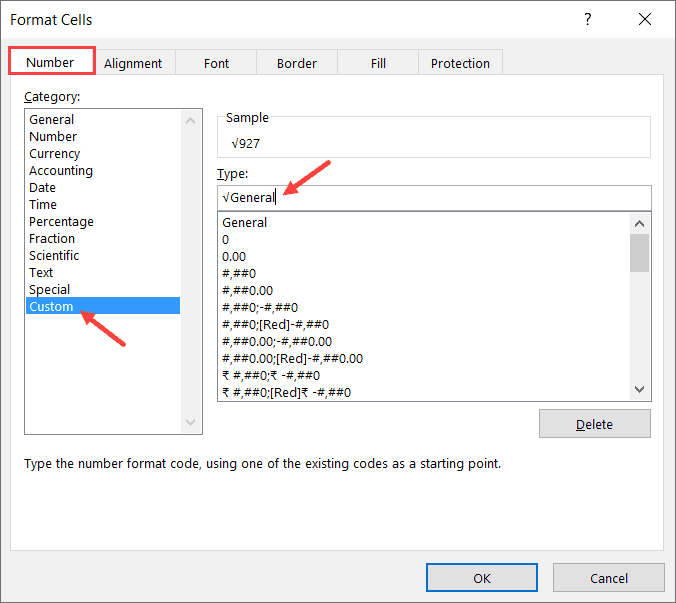 Format Cells
?
Number
Alignment
Font
Border
Fill
Protection
Category:
General
Number
Currency
Accounting
Date
Time
Percentage
Fraction
Scientific
Text
Special
Custom
Sample
√927
Type:
√General
General
0
0.00
#,##0
#,##0.00
#,##0;-#,##0
#,##0;[Red]-#,##0
#,##0.00;-#,##0.00
#,##0.00;[Red]-#,##0.00
₹ #,##0;₹ -#,##0
₹ #,##0;[Red]₹ -#,##0
Delete
Type the number format code, using one of the existing codes as a starting point.
OK
Cancel